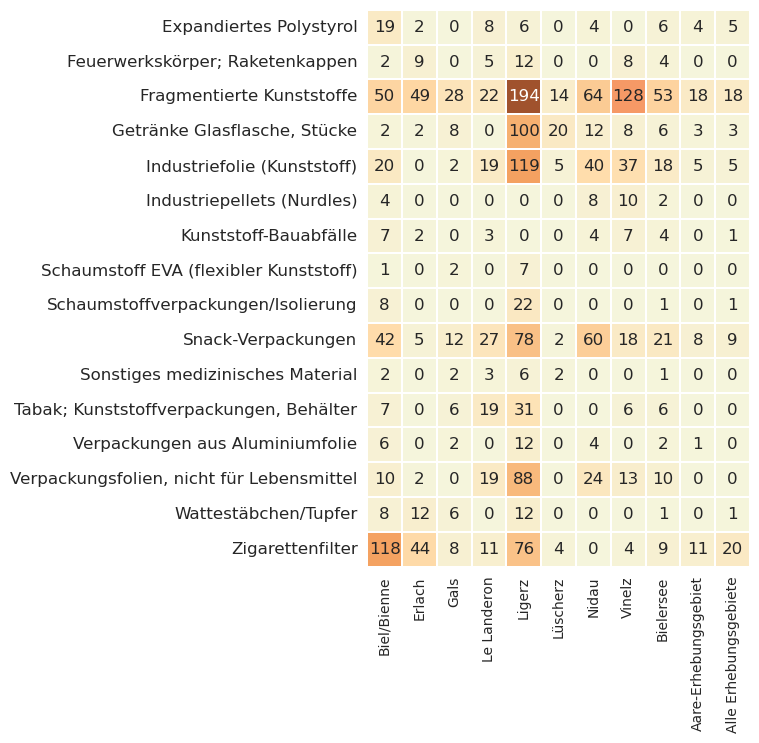 Expandiertes Polystyrol 19 2 0 8 6 0 4 0 6 4 5
Feuerwerkskörper; Raketenkappen 2 9 0 5 12 0 0 8 4 0 0
Fragmentierte Kunststoffe 50 49 28 22 194 14 64 128 53 18 18
Getränke Glasflasche, Stücke 2 2 8 0 100 20 12 8 6 3 3
Industriefolie (Kunststoff) 20 0 2 19 119 5 40 37 18 5 5
Industriepellets (Nurdles) 4 0 0 0 0 0 8 10 2 0 0
Kunststoff-Bauabfälle 7 2 0 3 0 0 4 7 4 0 1
Schaumstoff EVA (flexibler Kunststoff) 1 0 2 0 7 0 0 0 0 0 0
Schaumstoffverpackungen/Isolierung 8 0 0 0 22 0 0 0 1 0 1
Snack-Verpackungen 42 5 12 27 78 2 60 18 21 8 9
Sonstiges medizinisches Material 2 0 2 3 6 2 0 0 1 0 0
Tabak; Kunststoffverpackungen, Behälter 7 0 6 19 31 0 0 6 6 0 0
Verpackungen aus Aluminiumfolie 6 0 2 0 12 0 4 0 2 1 0
Verpackungsfolien, nicht für Lebensmittel 10 2 0 19 88 0 24 13 10 0 0
Wattestäbchen/Tupfer 8 12 6 0 12 0 0 0 1 0 1
Zigarettenfilter 118 44 8 11 76 4 0 4 9 11 20
Biel/Bienne
Erlach
Gals
Le Landeron
Ligerz
Lüscherz
Nidau
Vinelz
Bielersee
Aare-Erhebungsgebiet
Alle Erhebungsgebiete